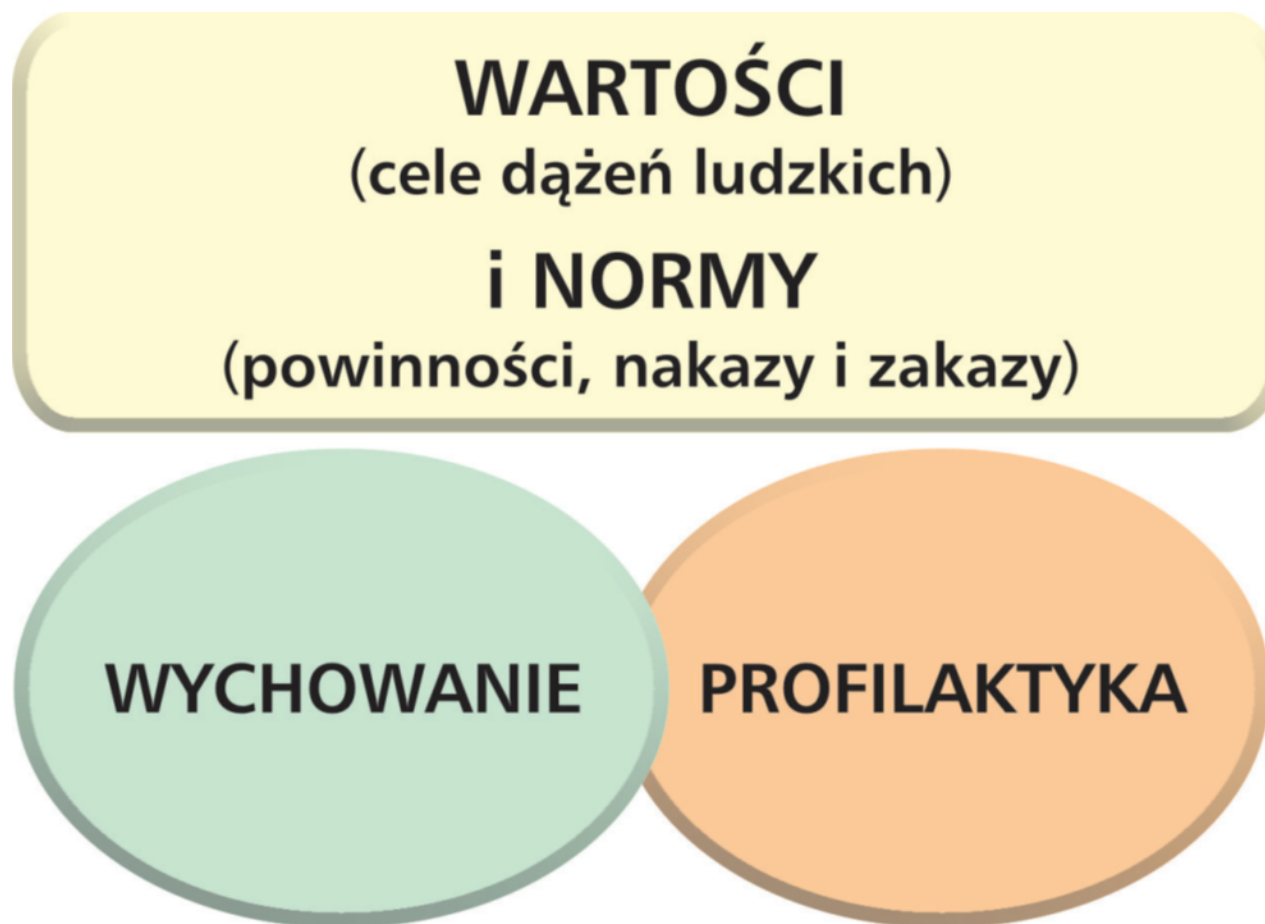 WARTOŚCI
(cele dążeń ludzkich)
i NORMY
(powinności, nakazy i zakazy)
WYCHOWANIE
PROFILAKTYKA